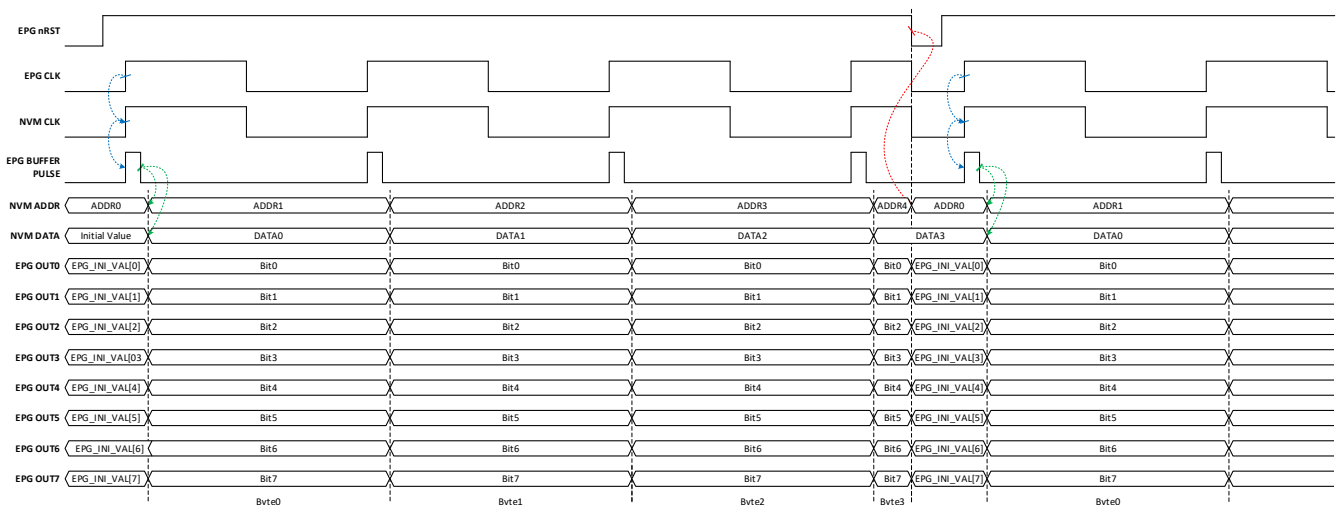 EPG nRST
EPG CLK
NVM CLK
EPG BUFFER
PULSE
NVM ADDR ADDR0 ADDR1 ADDR2 ADDR3 ADDR4 ADDR0 ADDR1
NVM DATA Initial Value DATA0 DATA1 DATA2 DATA3 DATA0
EPG OUT0 EPG_INI_VAL[0] Bit0 Bit0 Bit0 Bit0 EPG_INI_VAL[0] Bit0
EPG OUT1 EPG_INI_VAL[1] Bit1 Bit1 Bit1 Bit1 EPG_INI_VAL[1] Bit1
EPG OUT2 EPG_INI_VAL[2] Bit2 Bit2 Bit2 Bit2 EPG_INI_VAL[2] Bit2
EPG OUT3 EPG_INI_VAL[03 Bit3 Bit3 Bit3 Bit3 EPG_INI_VAL[3] Bit3
EPG OUT4 EPG_INI_VAL[4] Bit4 Bit4 Bit4 Bit4 EPG_INI_VAL[4] Bit4
EPG OUT5 EPG_INI_VAL[5] Bit5 Bit5 Bit5 Bit5 EPG_INI_VAL[5] Bit5
EPG OUT6 EPG_INI_VAL[6] Bit6 Bit6 Bit6 Bit6 EPG_INI_VAL[6] Bit6
EPG OUT7 EPG_INI_VAL[7] Bit7 Bit7 Bit7 Bit7 EPG_INI_VAL[7] Bit7
Byte0 Byte1 Byte2 Byte3 Byte0